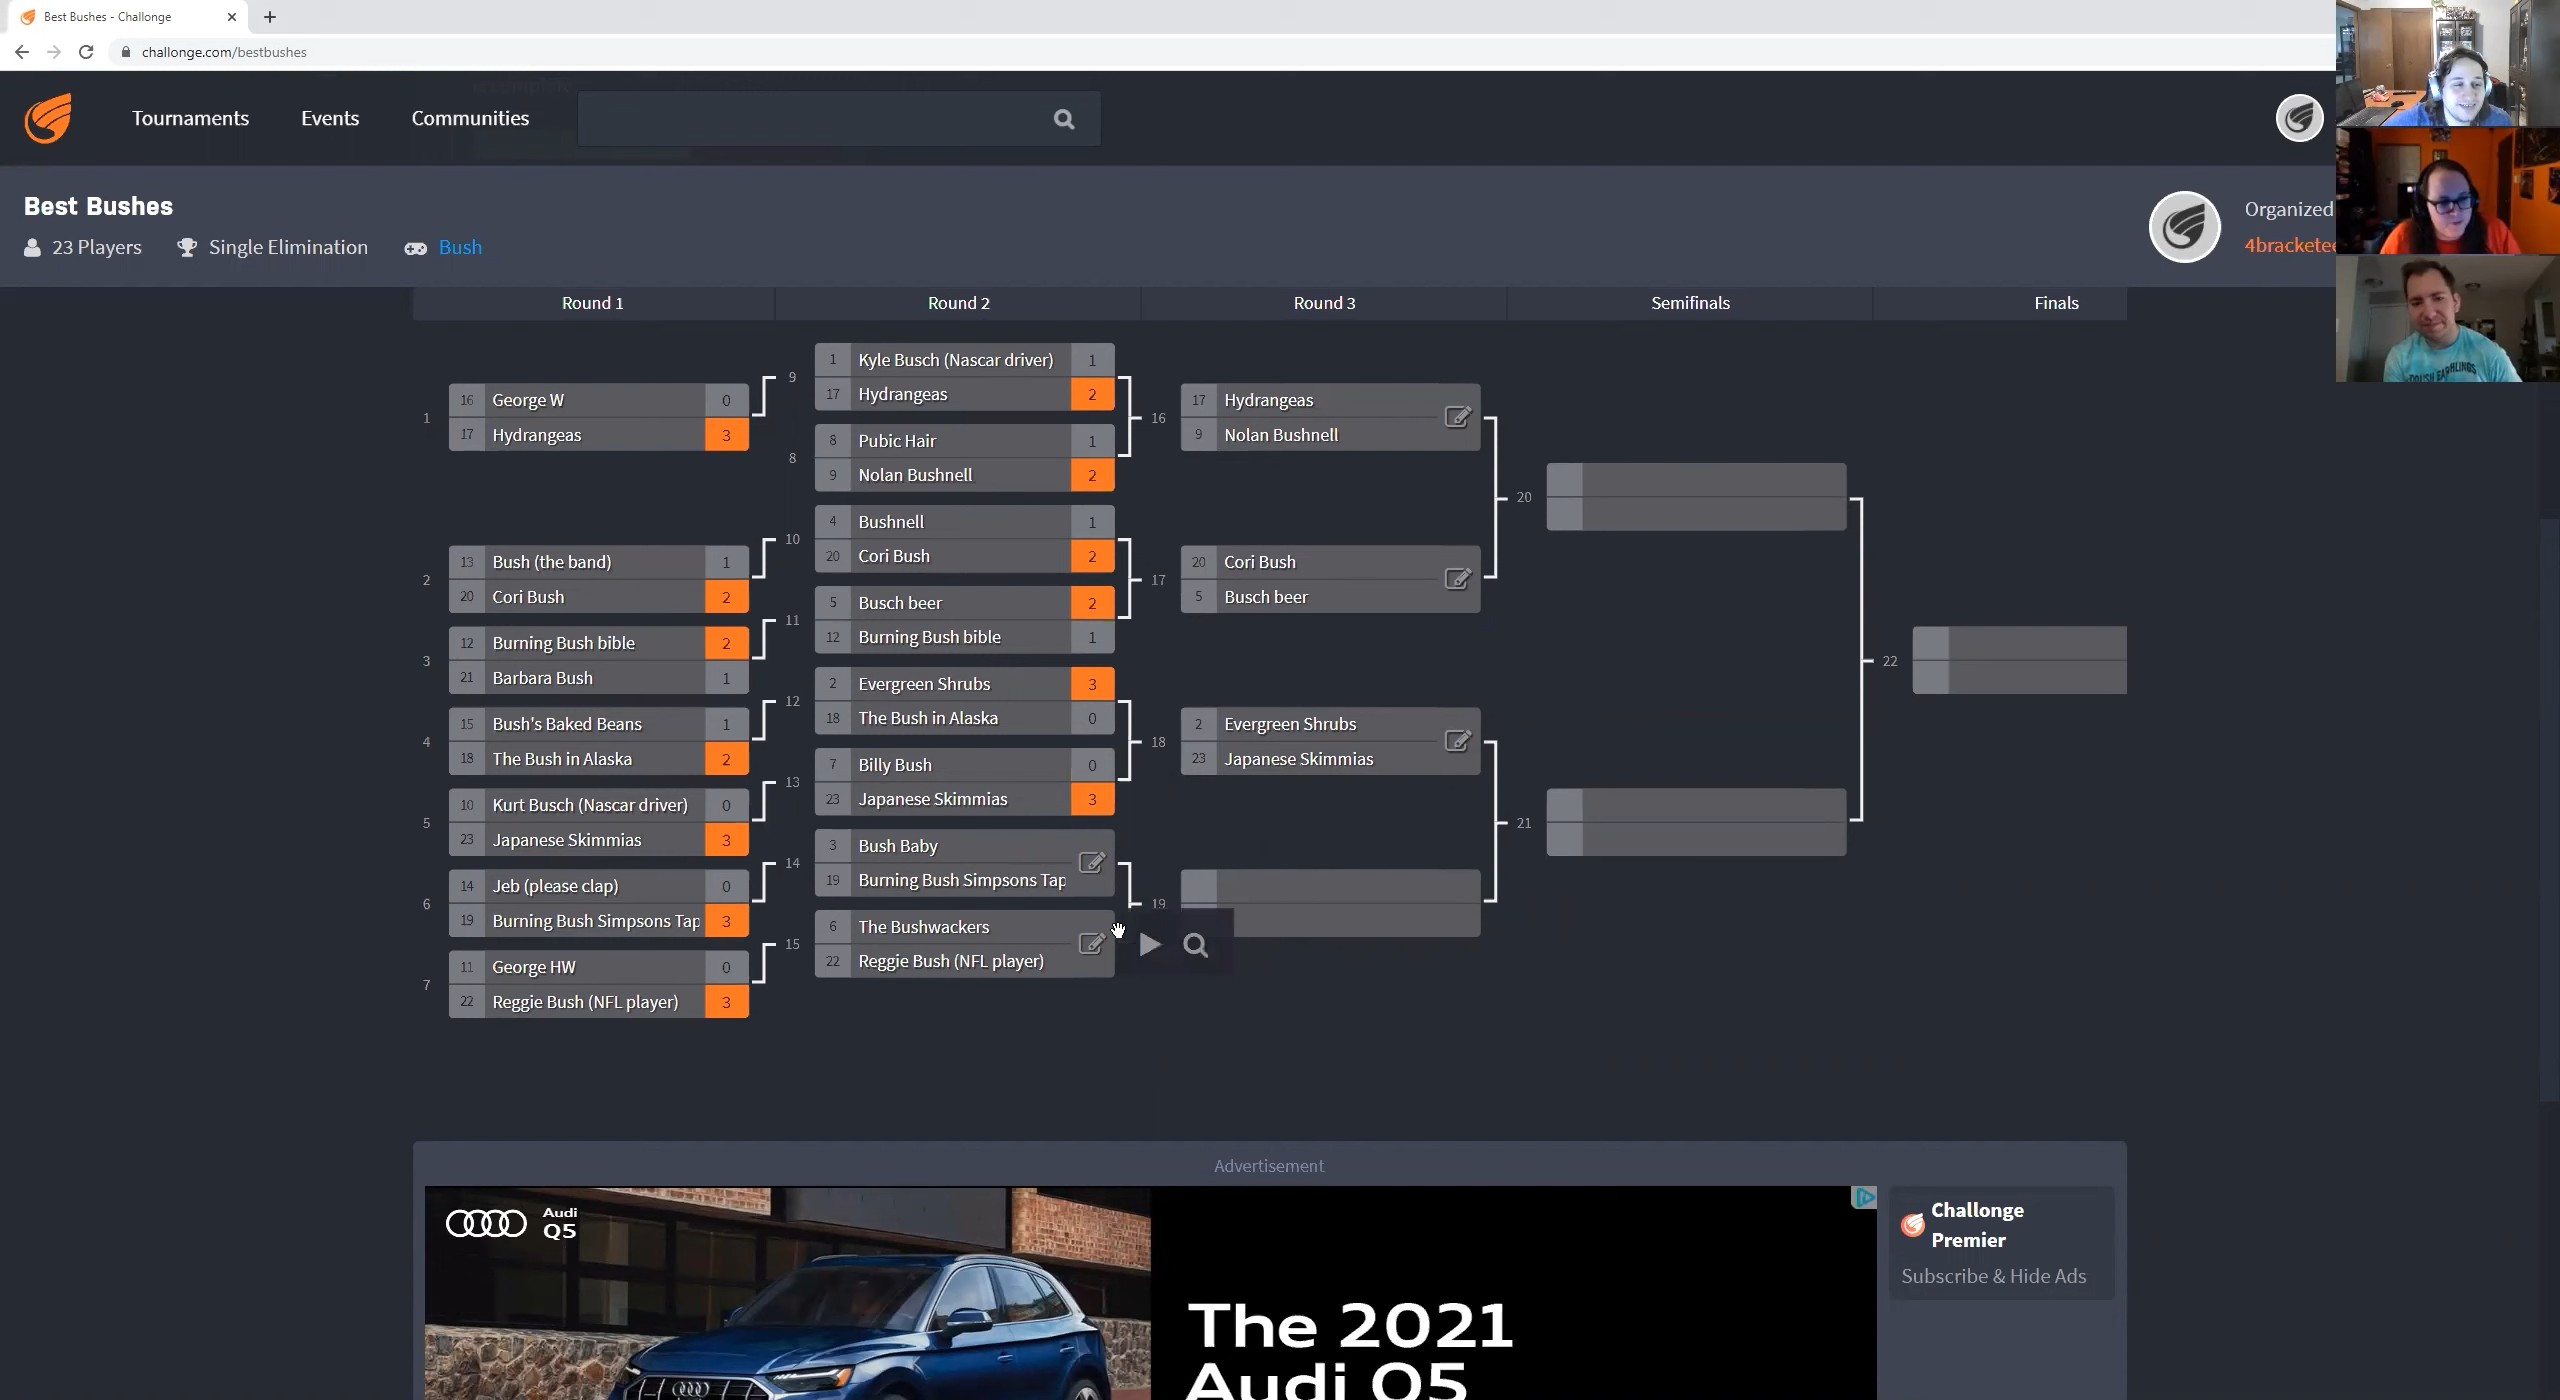 Best Bushes - Challonge
challonge.com/bestbushes
Tournaments Events Communities
Best Bushes
23 Players Single Elimination Bush
Organized
4brackete
Round 1 Round 2 Round 3 Semifinals Finals
1
16 George W 0
17 Hydrangeas 3
2
13 Bush (the band) 1
20 Cori Bush 2
3
12 Burning Bush bible 2
21 Barbara Bush 1
4
15 Bush's Baked Beans 1
18 The Bush in Alaska 2
5
10 Kurt Busch (Nascar driver) 0
23 Japanese Skimmias 3
6
14 Jeb (please clap) 0
19 Burning Bush Simpsons Tap 3
7
11 George HW 0
22 Reggie Bush (NFL player) 3
9
1 Kyle Busch (Nascar driver) 1
17 Hydrangeas 2
8
8 Pubic Hair 1
9 Nolan Bushnell 2
10
4 Bushnell 1
20 Cori Bush 2
11
5 Busch beer 2
12 Burning Bush bible 1
12
2 Evergreen Shrubs 3
18 The Bush in Alaska 0
13
7 Billy Bush 0
23 Japanese Skimmias 3
14
3 Bush Baby
19 Burning Bush Simpsons Tap
15
6 The Bushwackers
22 Reggie Bush (NFL player)
16
17 Hydrangeas
9 Nolan Bushnell
17
20 Cori Bush
5 Busch beer
18
2 Evergreen Shrubs
23 Japanese Skimmias
19
20
21
22
Advertisement
Audi
Q5
The 2021
Audi Q5
Challonge
Premier
Subscribe & Hide Ads